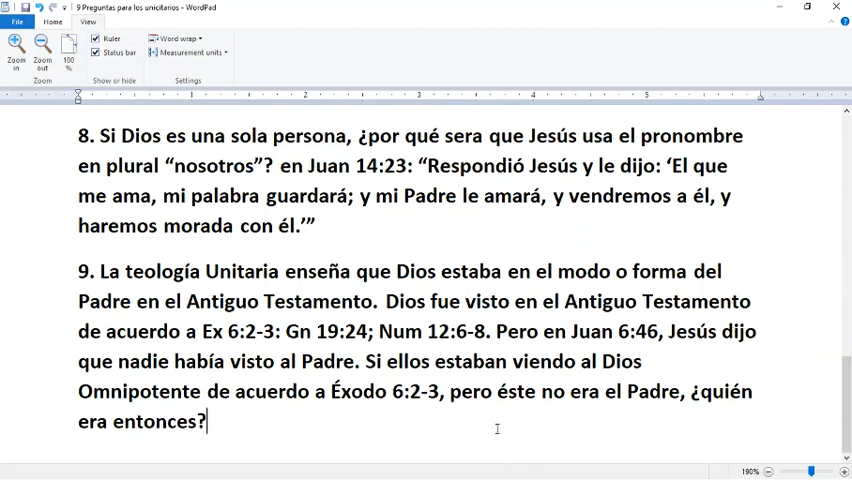 9 Preguntas para los unicitarios - WordPad
File Home View
Zoom in
Zoom out
100 %
Zoom
Ruler
Status bar
Show or hide
Word wrap
Measurement units
Settings
1 2 3 4 5
8. Si Dios es una sola persona, ¿por qué sera que Jesús usa el pronombre
en plural “nosotros”? en Juan 14:23: “Respondió Jesús y le dijo: ‘El que
me ama, mi palabra guardará; y mi Padre le amará, y vendremos a él, y
haremos morada con él.’”
9. La teología Unitaria enseña que Dios estaba en el modo o forma del
Padre en el Antiguo Testamento. Dios fue visto en el Antiguo Testamento
de acuerdo a Ex 6:2-3: Gn 19:24; Num 12:6-8. Pero en Juan 6:46, Jesús dijo
que nadie había visto al Padre. Si ellos estaban viendo al Dios
Omnipotente de acuerdo a Éxodo 6:2-3, pero éste no era el Padre, ¿quién
era entonces?
190%